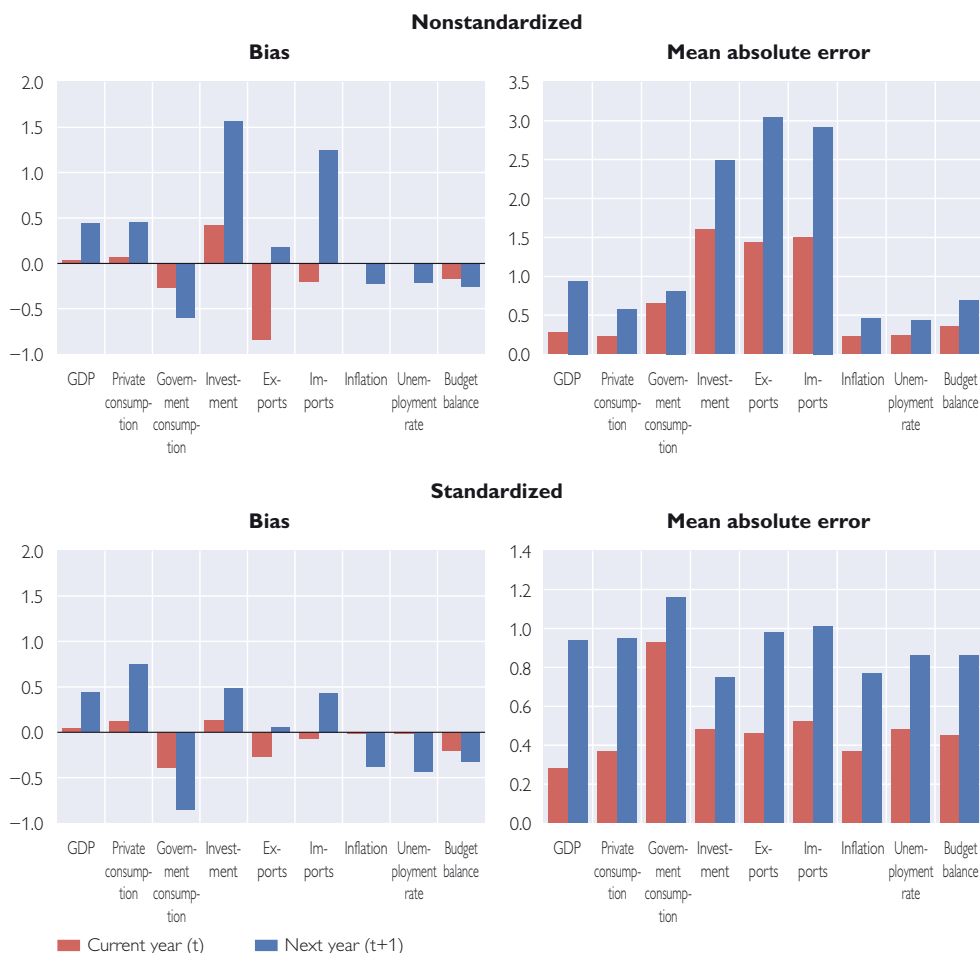 Nonstandardized
Bias
2.0
1.5
1.0
0.5
0.0
−0.5
−1.0
GDP Private Govern- Invest- Ex- Im- Inflation Unem- Budget
consump- ment ment ports ports ployment balance
tion consump- rate
tion
Mean absolute error
3.5
3.0
2.5
2.0
1.5
1.0
0.5
0.0
GDP Private Govern- Invest- Ex- Im- Inflation Unem- Budget
consump- ment ment ports ports ployment balance
tion consump- rate
tion
Standardized
Bias
2.0
1.5
1.0
0.5
0.0
−0.5
−1.0
GDP Private Govern- Invest- Ex- Im- Inflation Unem- Budget
consump- ment ment ports ports ployment balance
tion consump- rate
tion
Mean absolute error
1.4
1.2
1.0
0.8
0.6
0.4
0.2
0.0
GDP Private Govern- Invest- Ex- Im- Inflation Unem- Budget
consump- ment ment ports ports ployment balance
tion consump- rate
tion
Current year (t) Next year (t+1)